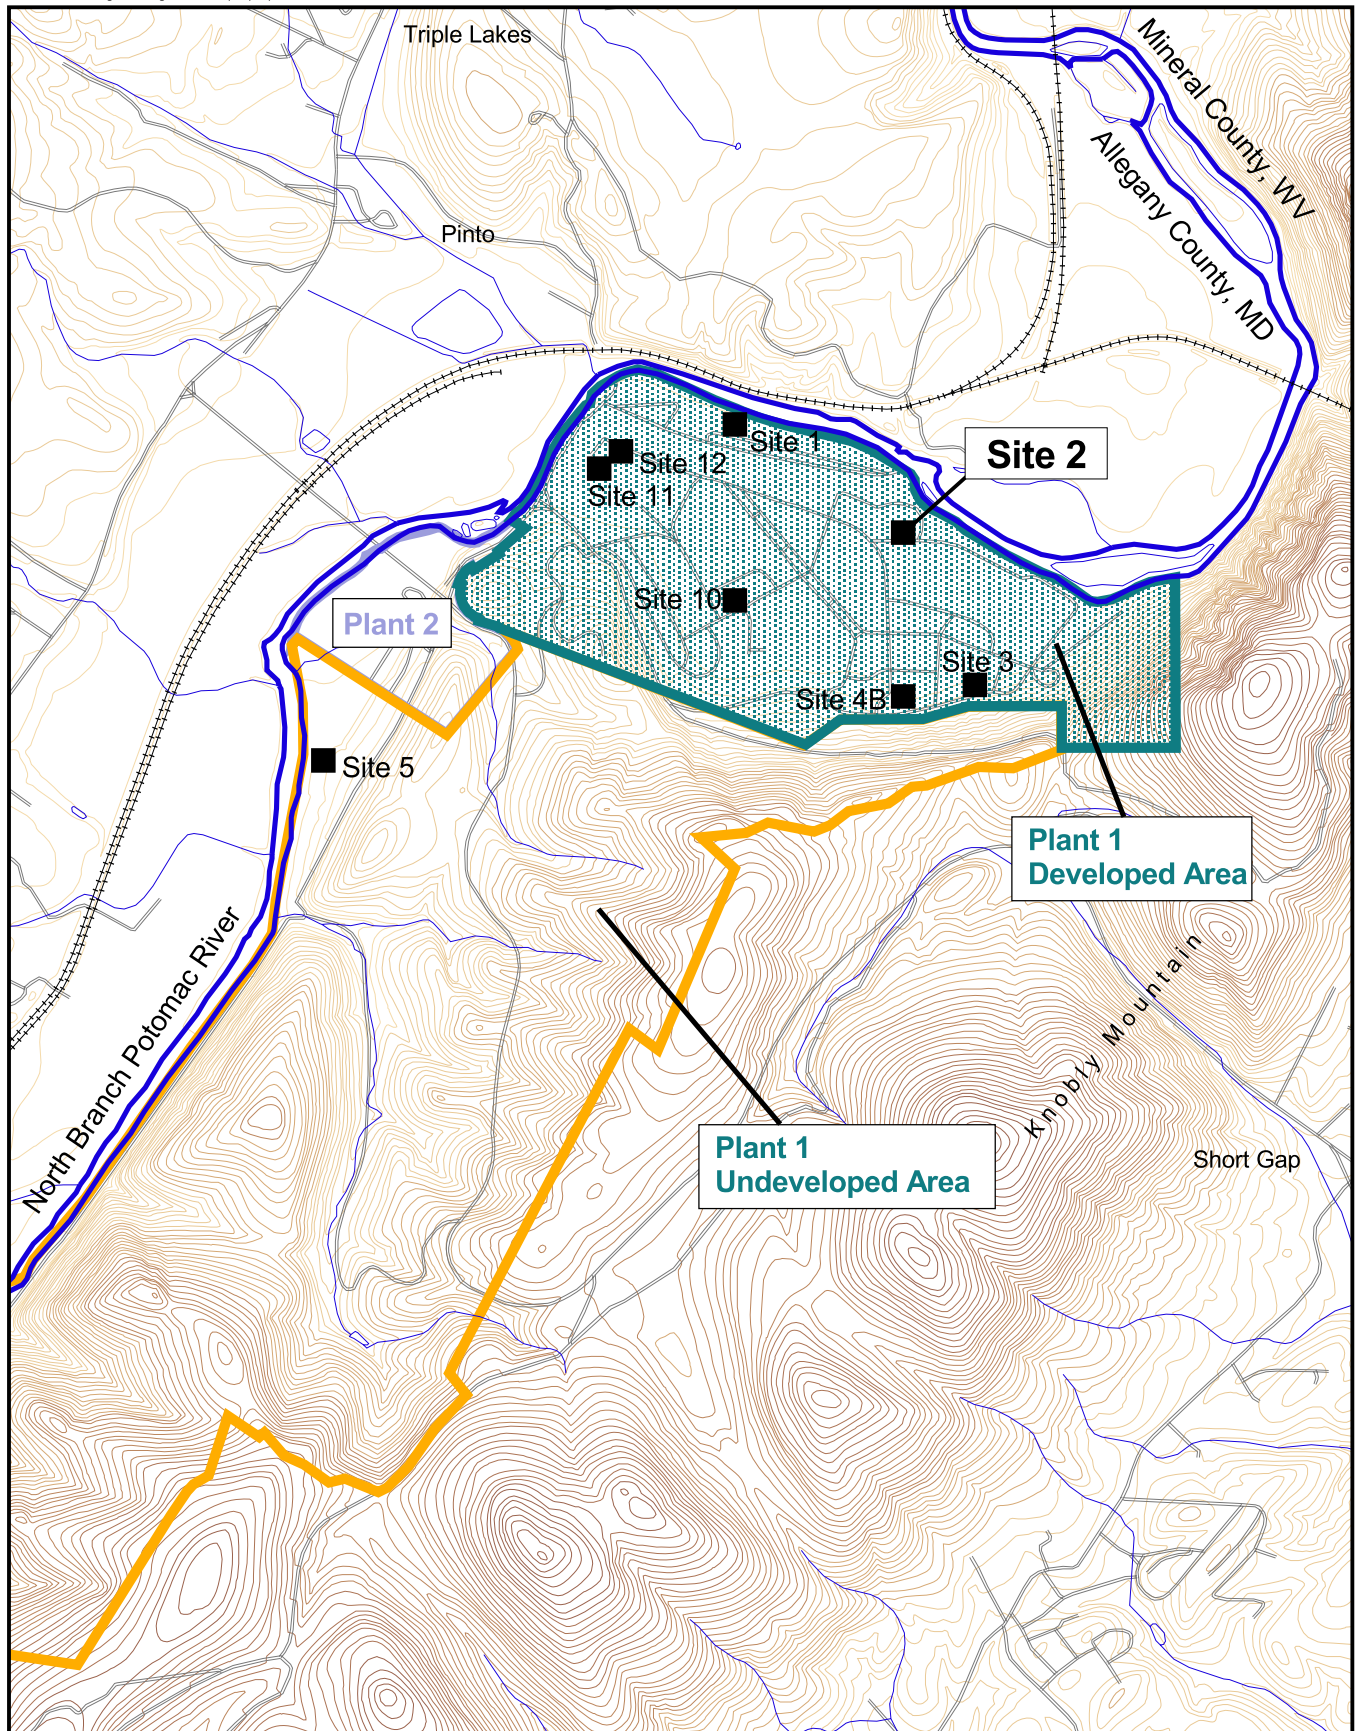 Triple Lakes
Mineral County, WV
Allegany County, MD
Pinto
Site 1
Site 2
Site 12
Site 11
Site 10
Plant 2
Site 3
Site 4B
Site 5
Plant 1
Developed Area
North Branch Potomac River
Knobly Mountain
Plant 1
Undeveloped Area
Short Gap